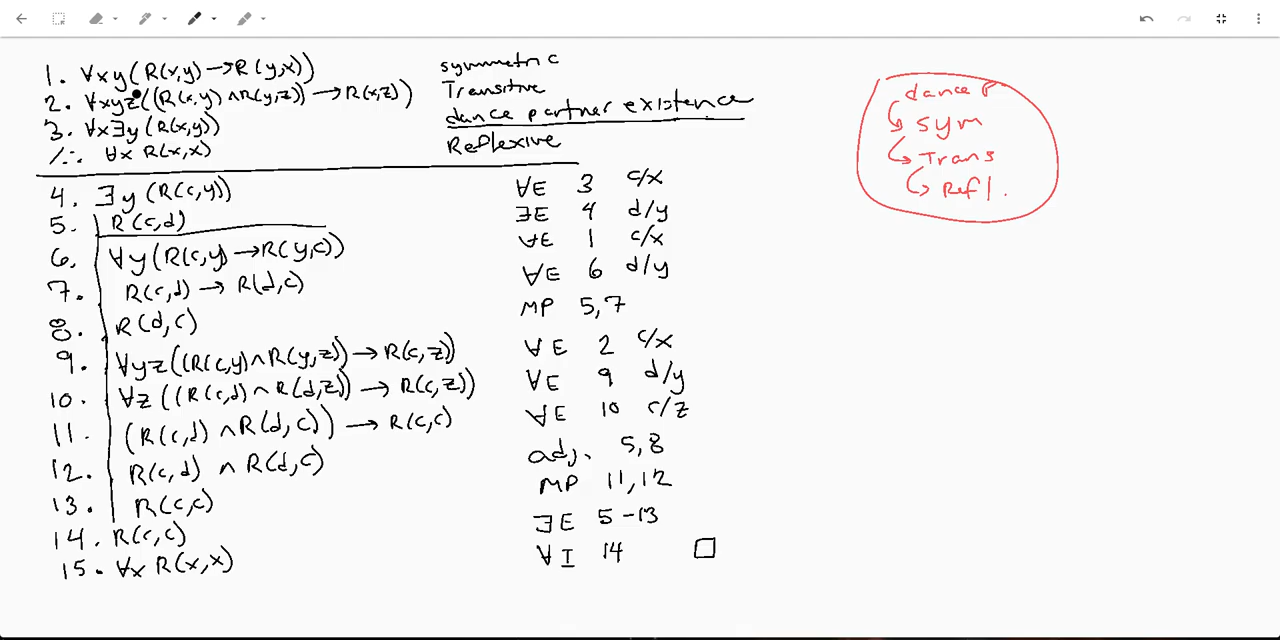 1. ∀xy(R(x,y)→R(y,x)) symmetric
2. ∀xyz((R(x,y)∧R(y,z))→R(x,z)) Transitive
3. ∀x∃y(R(x,y)) dance partner existence
/∴ ∀x R(x,x) Reflexive
4. ∃y(R(c,y)) ∀E 3 c/x
5. R(c,d) ∃E 4 d/y
6. ∀y(R(c,y)→R(y,c)) ∀E 1 c/x
7. R(c,d)→R(d,c) ∀E 6 d/y
8. R(d,c) MP 5,7
9. ∀yz((R(c,y)∧R(y,z))→R(c,z)) ∀E 2 c/x
10. ∀z((R(c,d)∧R(d,z))→R(c,z)) ∀E 9 d/y
11. (R(c,d)∧R(d,c))→R(c,c) ∀E 10 c/z
12. R(c,d)∧R(d,c) adj. 5,8
13. R(c,c) MP 11,12
14. R(c,c) ∃E 5-13
15. ∀x R(x,x) ∀I 14 □
dance P
↳ sym
↳ Trans
↳ Refl.